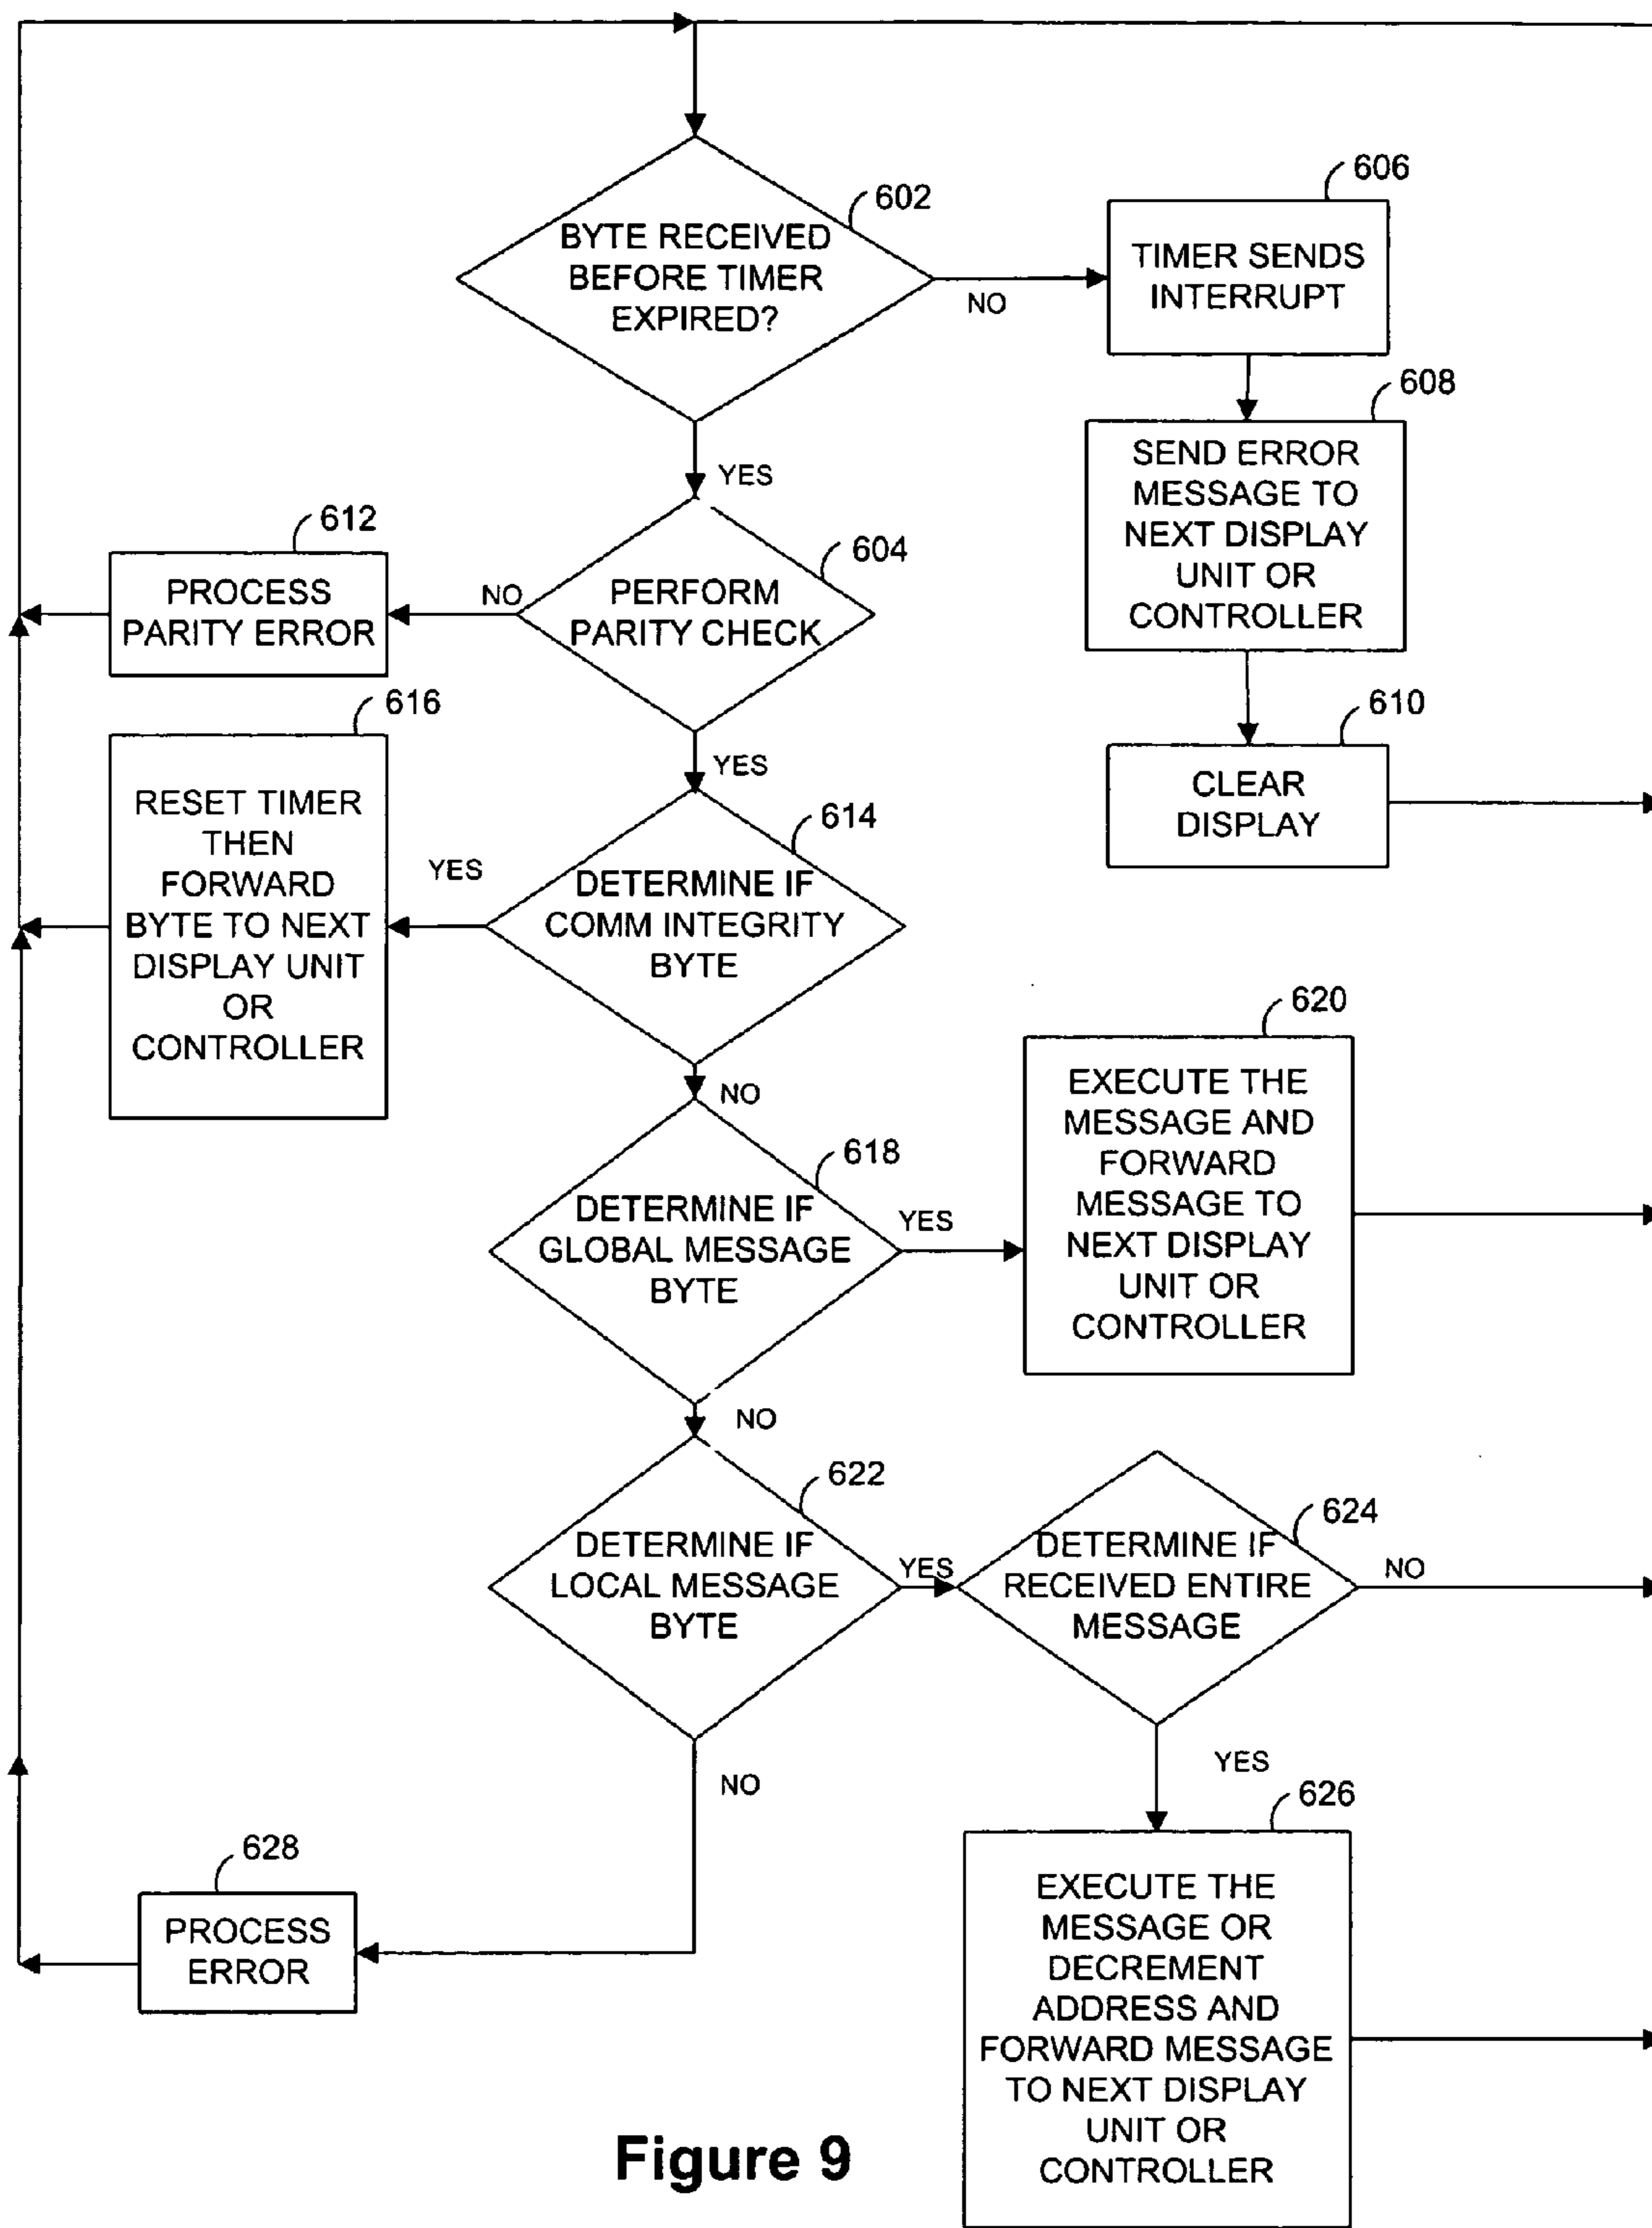 602
BYTE RECEIVED
BEFORE TIMER
EXPIRED?
NO
606
TIMER SENDS
INTERRUPT
608
SEND ERROR
MESSAGE TO
NEXT DISPLAY
UNIT OR
CONTROLLER
610
CLEAR
DISPLAY
YES
604
PERFORM
PARITY CHECK
NO
612
PROCESS
PARITY ERROR
YES
614
DETERMINE IF
COMM INTEGRITY
BYTE
YES
616
RESET TIMER
THEN
FORWARD
BYTE TO NEXT
DISPLAY UNIT
OR
CONTROLLER
NO
618
DETERMINE IF
GLOBAL MESSAGE
BYTE
YES
620
EXECUTE THE
MESSAGE AND
FORWARD
MESSAGE TO
NEXT DISPLAY
UNIT OR
CONTROLLER
NO
622
DETERMINE IF
LOCAL MESSAGE
BYTE
YES
624
DETERMINE IF
RECEIVED ENTIRE
MESSAGE
NO
YES
626
EXECUTE THE
MESSAGE OR
DECREMENT
ADDRESS AND
FORWARD MESSAGE
TO NEXT DISPLAY
UNIT OR
CONTROLLER
NO
628
PROCESS
ERROR
Figure 9